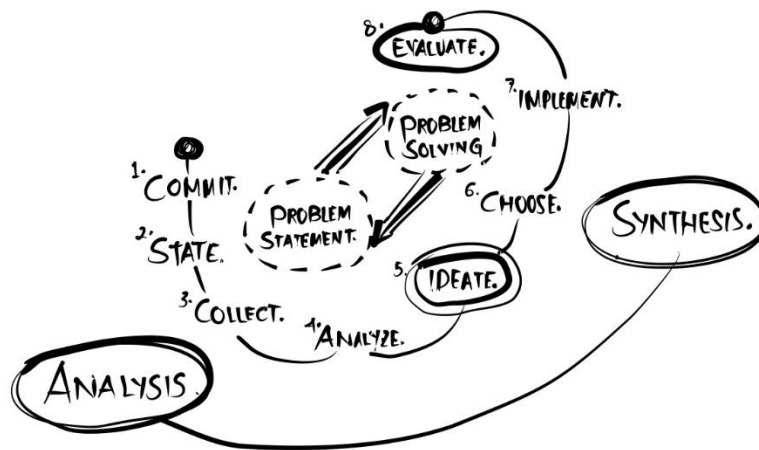 8. EVALUATE.
7. IMPLEMENT.
PROBLEM
SOLVING
1. COMMIT.
6. CHOOSE.
PROBLEM
STATEMENT.
SYNTHESIS.
2. STATE.
5. IDEATE.
3. COLLECT.
4. ANALYZE.
ANALYSIS.